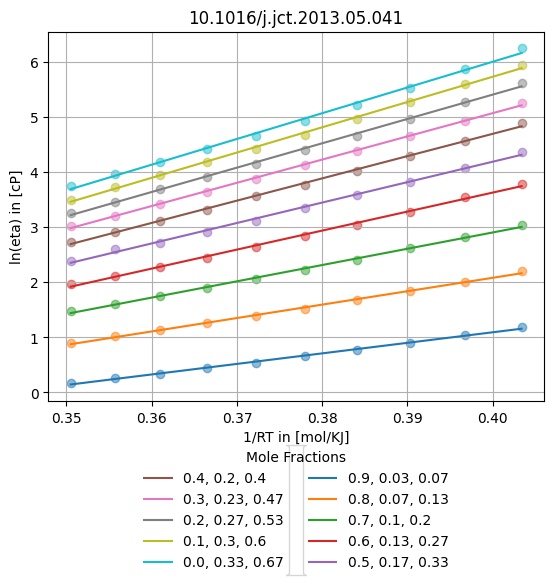 10.1016/j.jct.2013.05.041
ln(eta) in [cP]
6
5
4
3
2
1
0
0.35 0.36 0.37 0.38 0.39 0.40
1/RT in [mol/KJ]
Mole Fractions
0.4, 0.2, 0.4 0.9, 0.03, 0.07
0.3, 0.23, 0.47 0.8, 0.07, 0.13
0.2, 0.27, 0.53 0.7, 0.1, 0.2
0.1, 0.3, 0.6 0.6, 0.13, 0.27
0.0, 0.33, 0.67 0.5, 0.17, 0.33